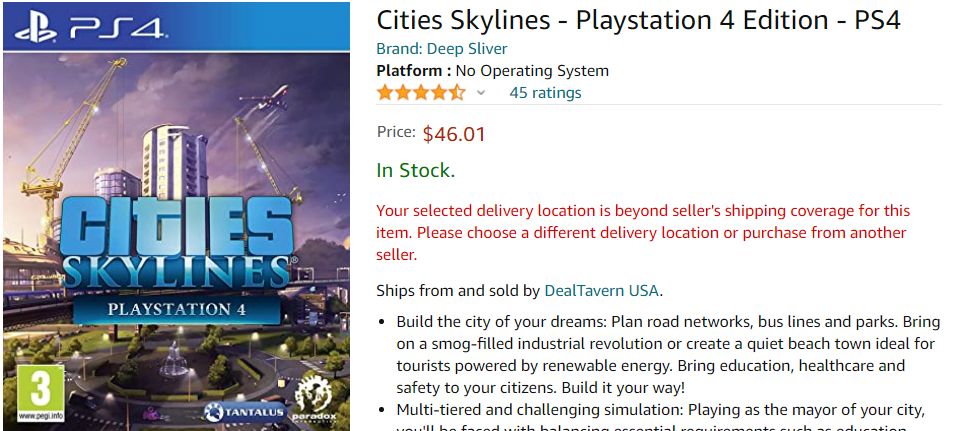 PS4
Cities Skylines - Playstation 4 Edition - PS4
Brand: Deep Sliver
Platform : No Operating System
45 ratings
Price: $46.01
In Stock.
Your selected delivery location is beyond seller's shipping coverage for this
item. Please choose a different delivery location or purchase from another
seller.
Ships from and sold by DealTavern USA.
• Build the city of your dreams: Plan road networks, bus lines and parks. Bring
on a smog-filled industrial revolution or create a quiet beach town ideal for
tourists powered by renewable energy. Bring education, healthcare and
safety to your citizens. Build it your way!
• Multi-tiered and challenging simulation: Playing as the mayor of your city,
you'll be faced with balancing essential requirements such as education,
CITIES
SKYLINES®
PLAYSTATION 4
3
www.pegi.info
TANTALUS
paradox